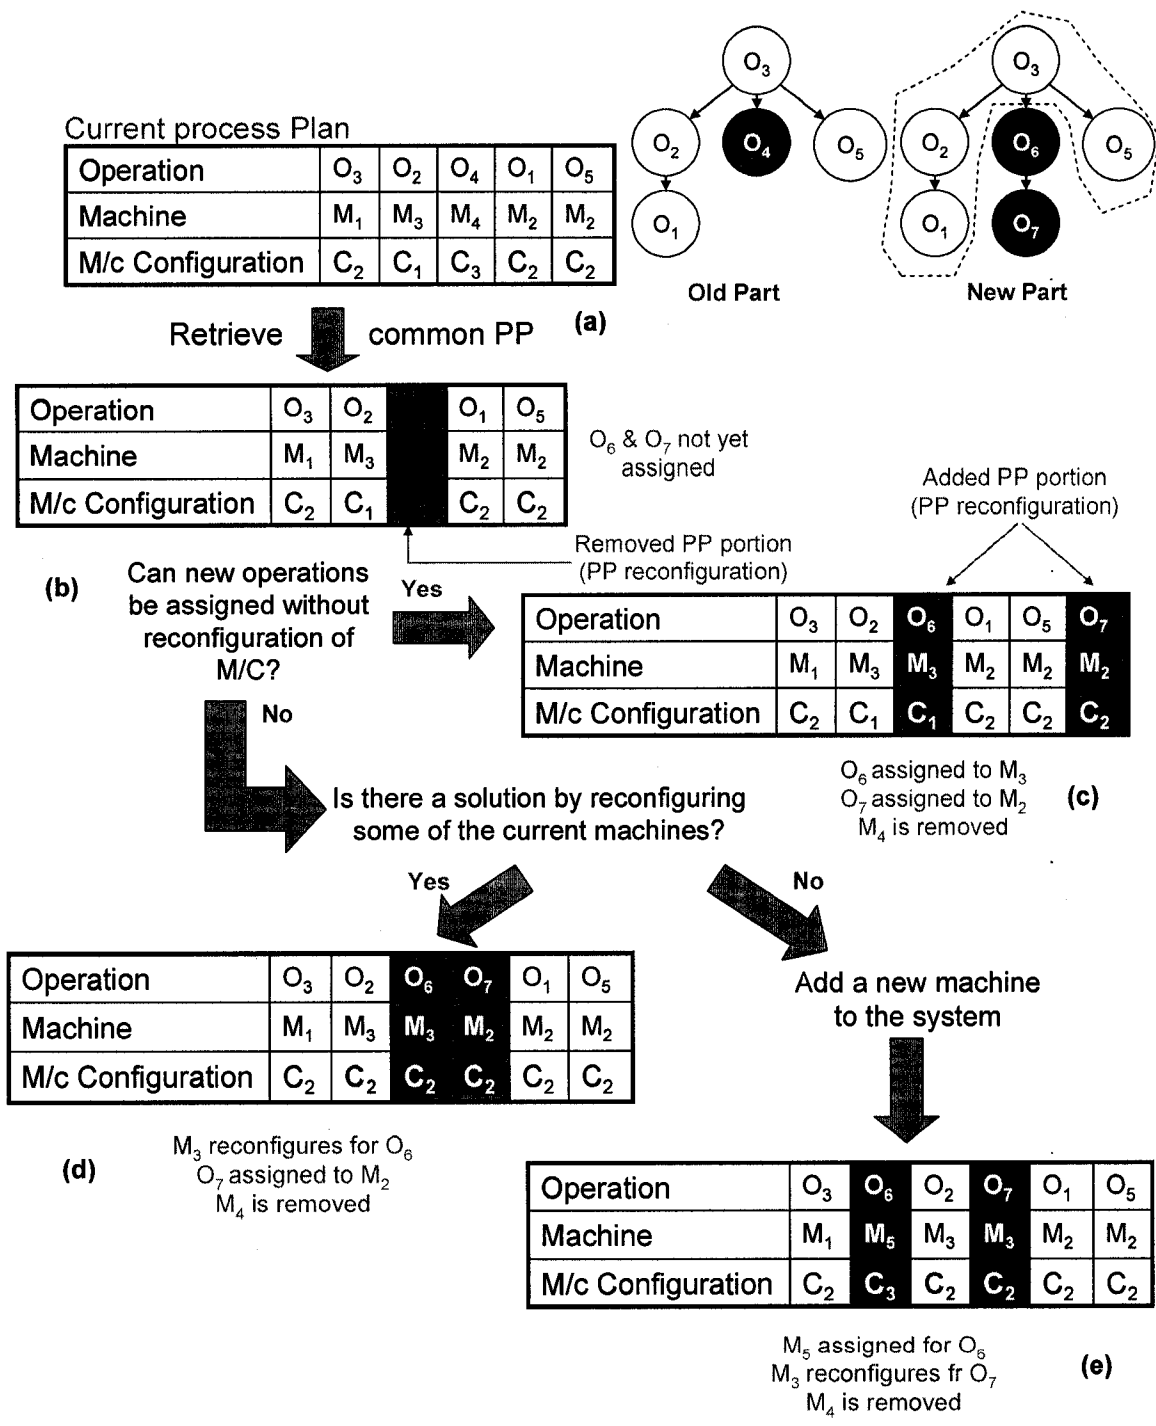 Current process Plan
Operation O₃ O₂ O₄ O₁ O₅
Machine M₁ M₃ M₄ M₂ M₂
M/c Configuration C₂ C₁ C₃ C₂ C₂
O₃
O₂ O₄ O₅
O₁
Old Part
O₃
O₂ O₆ O₅
O₁ O₇
New Part
(a)
Retrieve common PP
Operation O₃ O₂ O₁ O₅
Machine M₁ M₃ M₂ M₂
M/c Configuration C₂ C₁ C₂ C₂
O₆ & O₇ not yet
assigned
Removed PP portion
(PP reconfiguration)
Added PP portion
(PP reconfiguration)
(b)
Can new operations
be assigned without
reconfiguration of
M/C?
Yes
Operation O₃ O₂ O₆ O₁ O₅ O₇
Machine M₁ M₃ M₃ M₂ M₂ M₂
M/c Configuration C₂ C₁ C₁ C₂ C₂ C₂
O₆ assigned to M₃
O₇ assigned to M₂
M₄ is removed
(c)
No
Is there a solution by reconfiguring
some of the current machines?
Yes
No
Operation O₃ O₂ O₆ O₇ O₁ O₅
Machine M₁ M₃ M₃ M₂ M₂ M₂
M/c Configuration C₂ C₂ C₂ C₂ C₂ C₂
(d)
M₃ reconfigures for O₆
O₇ assigned to M₂
M₄ is removed
Add a new machine
to the system
Operation O₃ O₆ O₂ O₇ O₁ O₅
Machine M₁ M₅ M₃ M₃ M₂ M₂
M/c Configuration C₂ C₃ C₂ C₂ C₂ C₂
M₅ assigned for O₆
M₃ reconfigures fr O₇
M₄ is removed
(e)